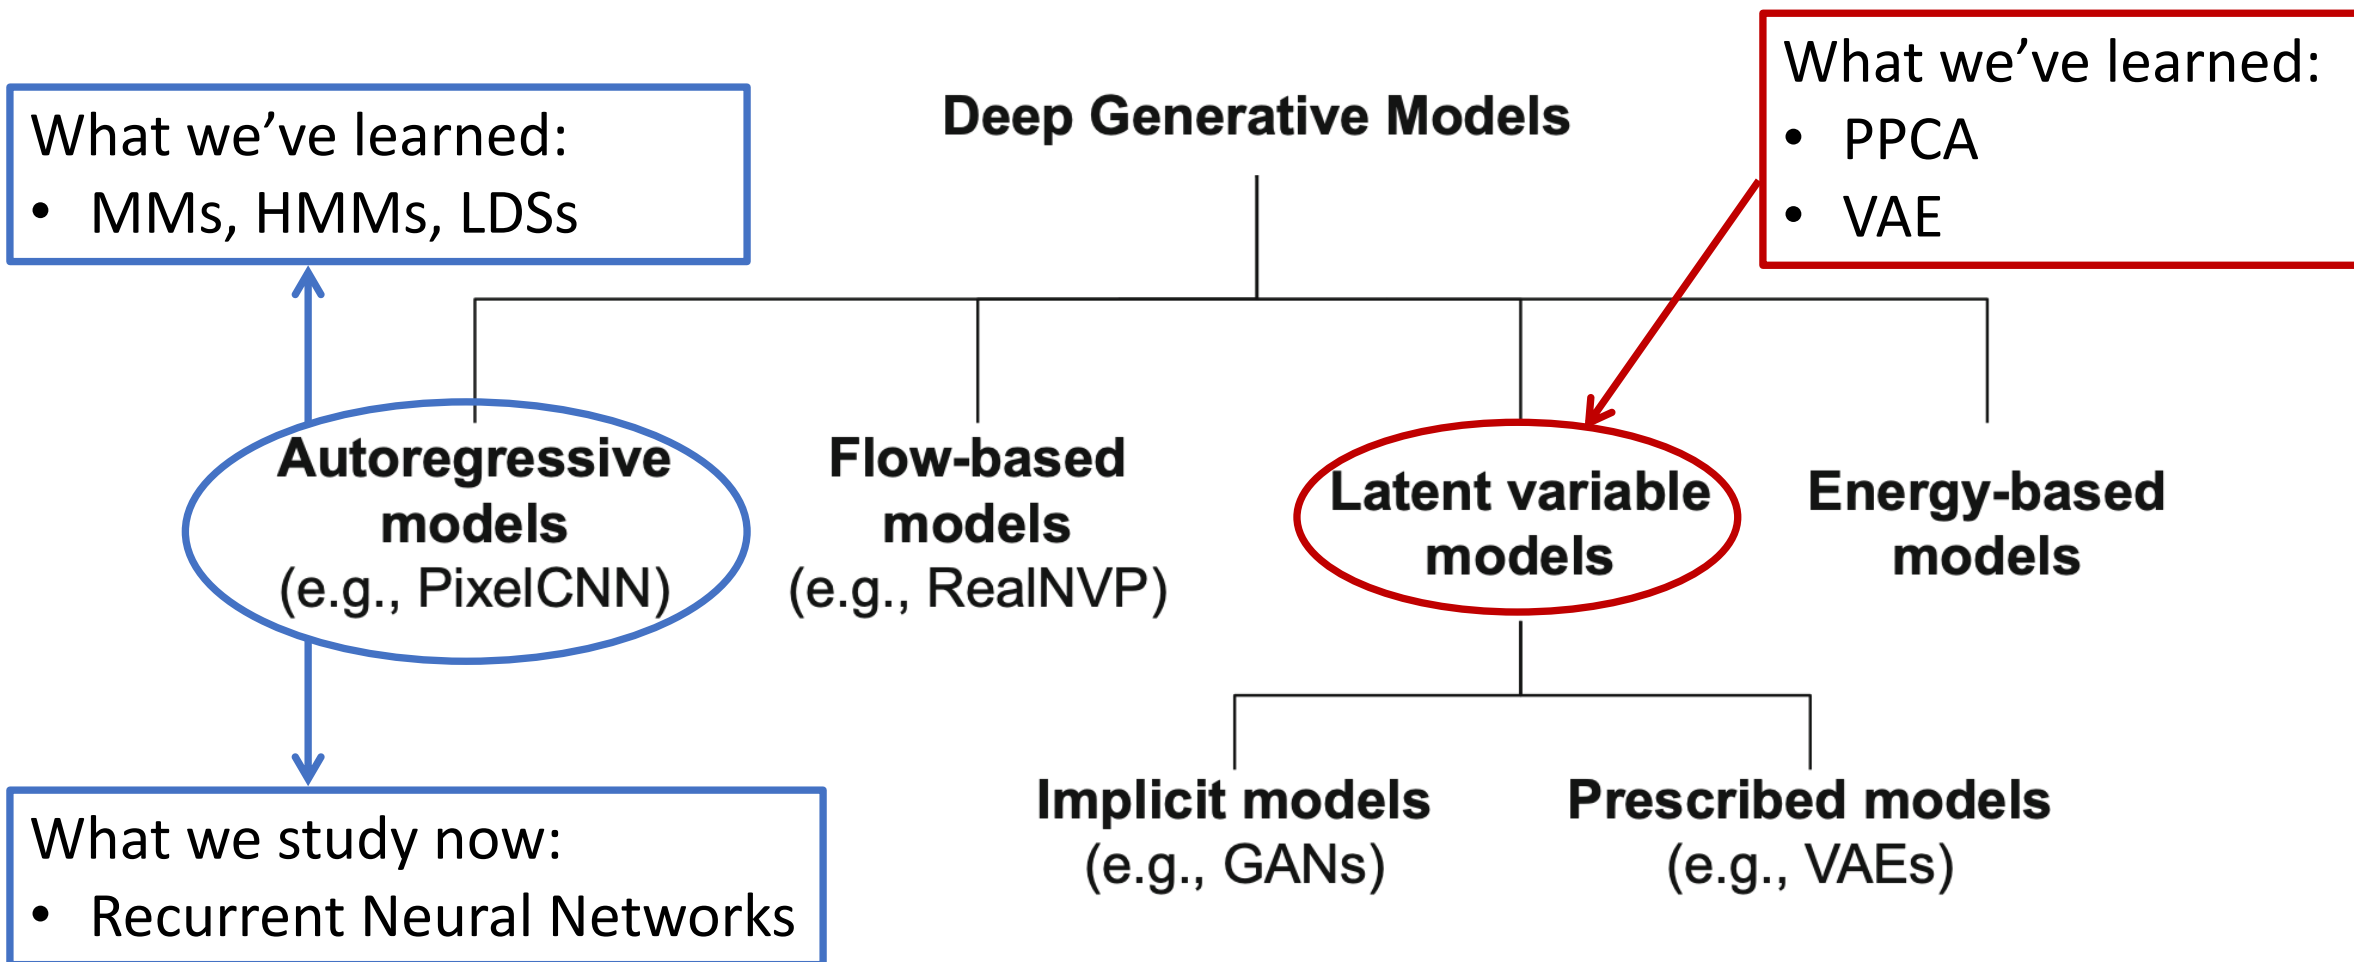 What we’ve learned:
• MMs, HMMs, LDSs
Deep Generative Models
What we’ve learned:
• PPCA
• VAE
Autoregressive
models
(e.g., PixelCNN)
Flow-based
models
(e.g., RealNVP)
Latent variable
models
Energy-based
models
Implicit models
(e.g., GANs)
Prescribed models
(e.g., VAEs)
What we study now:
• Recurrent Neural Networks